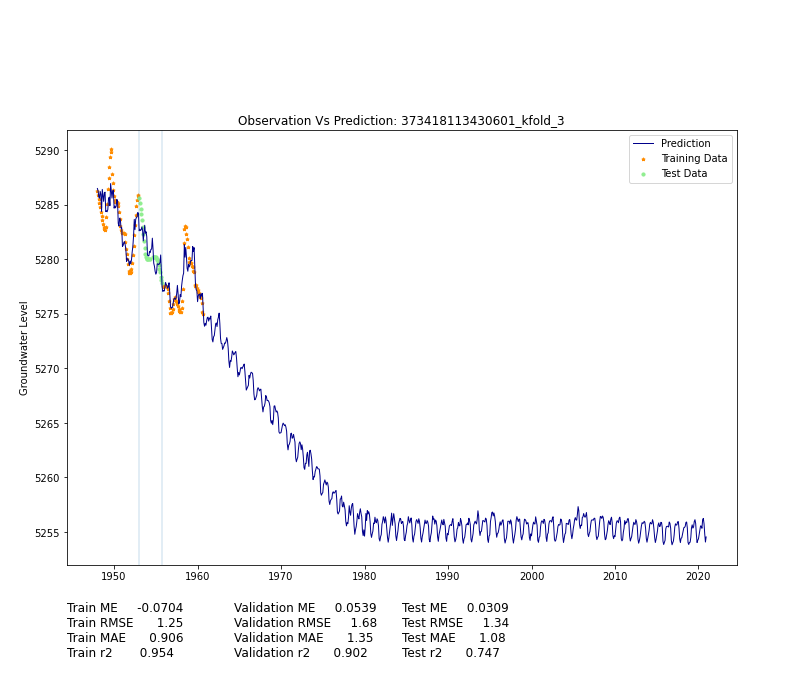 Observation Vs Prediction: 373418113430601_kfold_3
Prediction
Training Data
Test Data
Groundwater Level
5290
5285
5280
5275
5270
5265
5260
5255
1950 1960 1970 1980 1990 2000 2010 2020
Train ME -0.0704 Validation ME 0.0539 Test ME 0.0309
Train RMSE 1.25 Validation RMSE 1.68 Test RMSE 1.34
Train MAE 0.906 Validation MAE 1.35 Test MAE 1.08
Train r2 0.954 Validation r2 0.902 Test r2 0.747